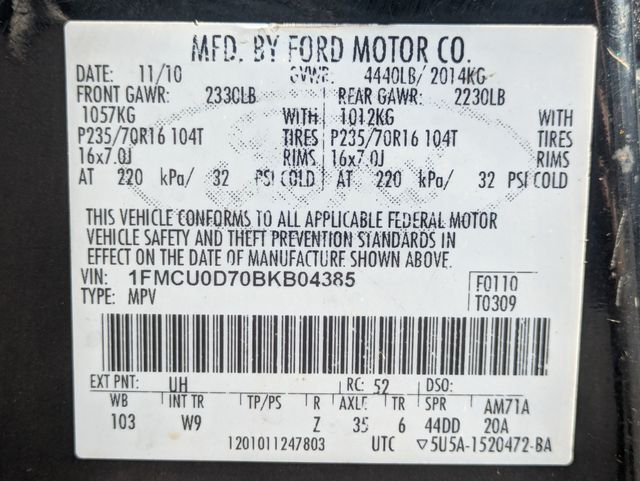 MFD. BY FORD MOTOR CO.
DATE: 11/10 GVWR: 4440LB/ 2014KG
FRONT GAWR: 2330LB REAR GAWR: 2230LB
1057KG WITH 1012KG WITH
P235/70R16 104T TIRES P235/70R16 104T TIRES
16x7.0J RIMS 16x7.0J RIMS
AT 220 kPa/ 32 PSI COLD AT 220 kPa/ 32 PSI COLD
THIS VEHICLE CONFORMS TO ALL APPLICABLE FEDERAL MOTOR
VEHICLE SAFETY AND THEFT PREVENTION STANDARDS IN
EFFECT ON THE DATE OF MANUFACTURE SHOWN ABOVE.
VIN: 1FMCU0D70BKB04385 F0110
TYPE: MPV T0309
EXT PNT: UH RC: 52 DSO:
WB INT TR TP/PS R AXLE TR SPR AM71A
103 W9 Z 35 6 44DD 20A
1201011247803 UTC ▽5U5A-1520472-BA